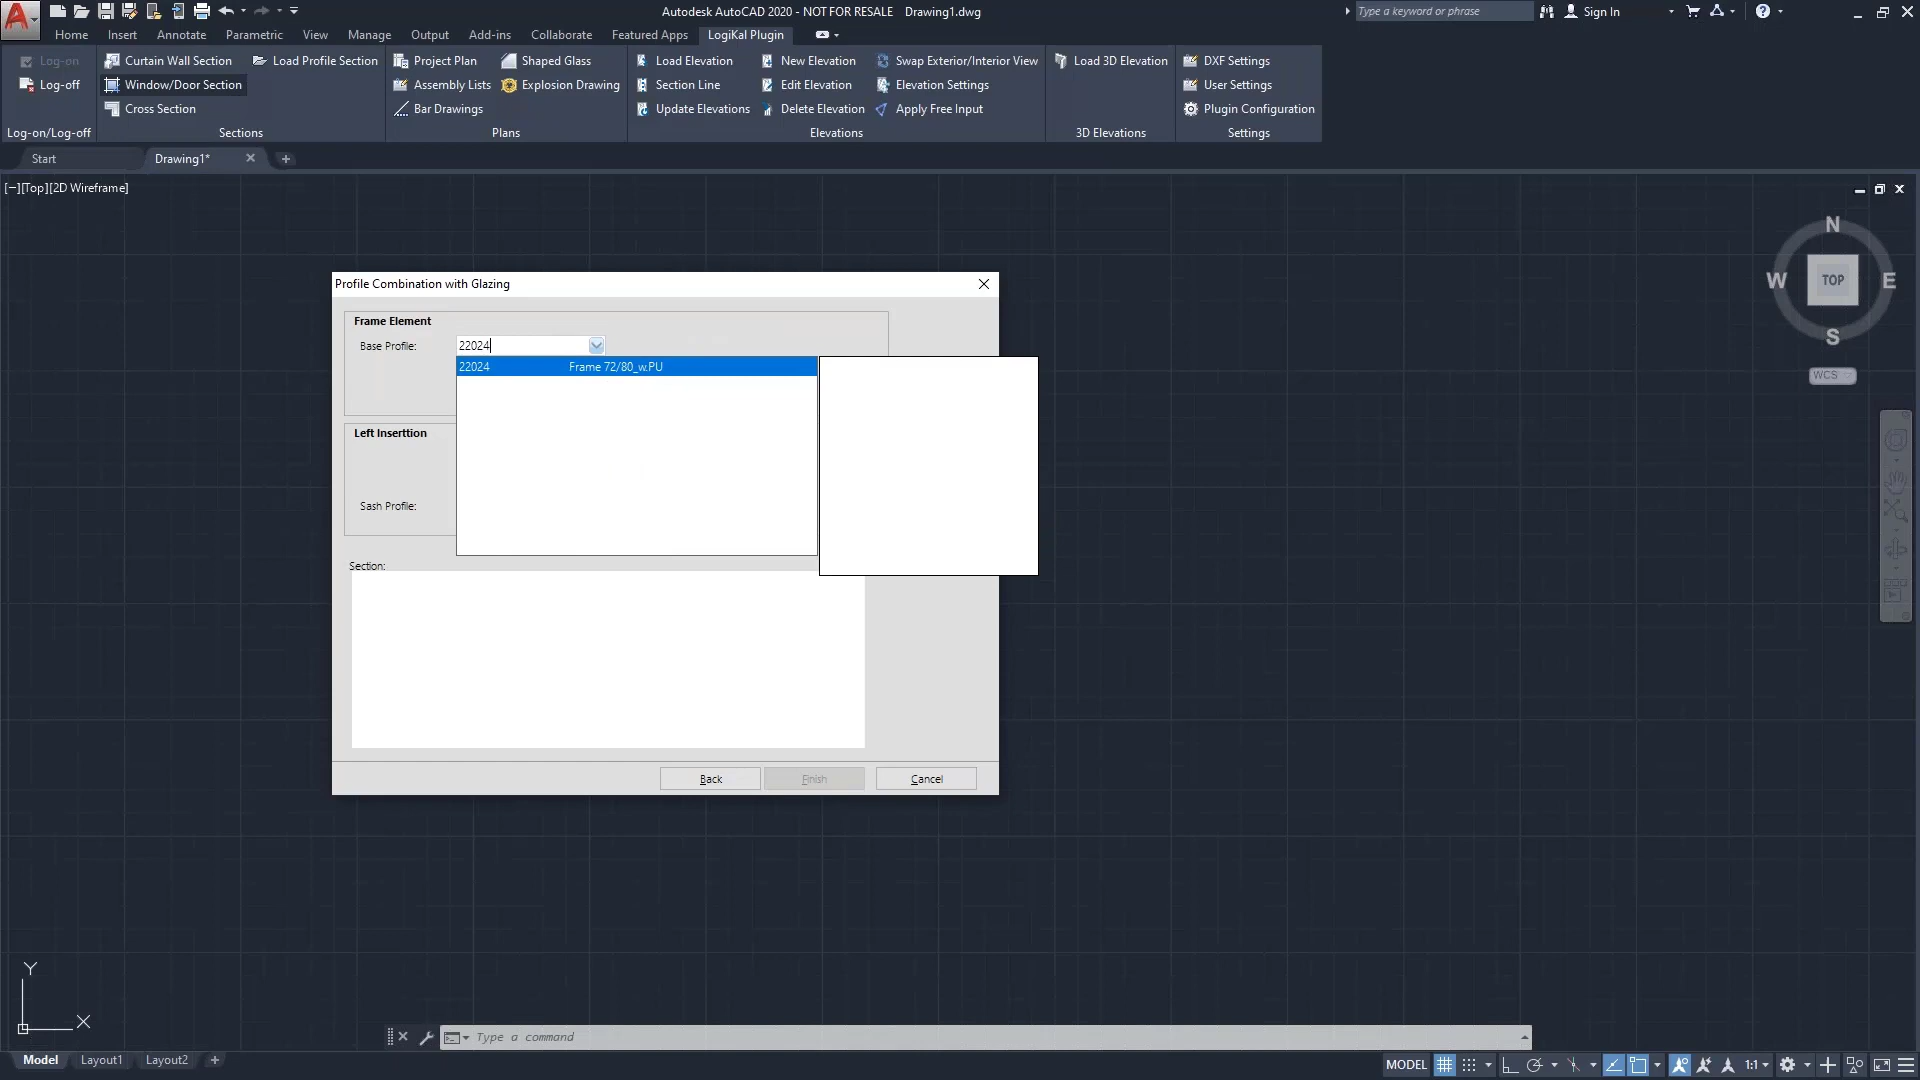 Autodesk AutoCAD 2020 - NOT FOR RESALE Drawing1.dwg
Type a keyword or phrase
Sign In
Home Insert Annotate Parametric View Manage Output Add-ins Collaborate Featured Apps LogiKal Plugin
Log-on Curtain Wall Section Load Profile Section Project Plan Shaped Glass Load Elevation New Elevation Swap Exterior/Interior View Load 3D Elevation DXF Settings
Log-off Window/Door Section Assembly Lists Explosion Drawing Section Line Edit Elevation Elevation Settings User Settings
Cross Section Bar Drawings Update Elevations Delete Elevation Apply Free Input Plugin Configuration
Log-on/Log-off Sections Plans Elevations 3D Elevations Settings
Start Drawing1*
[−][Top][2D Wireframe]
N
W TOP E
S
WCS
Profile Combination with Glazing
Frame Element
Base Profile: 22024
22024 Frame 72/80_w.PU
Left Inserttion
Sash Profile:
Section:
Back Finish Cancel
Y
X
Type a command
Model Layout1 Layout2
MODEL 1:1